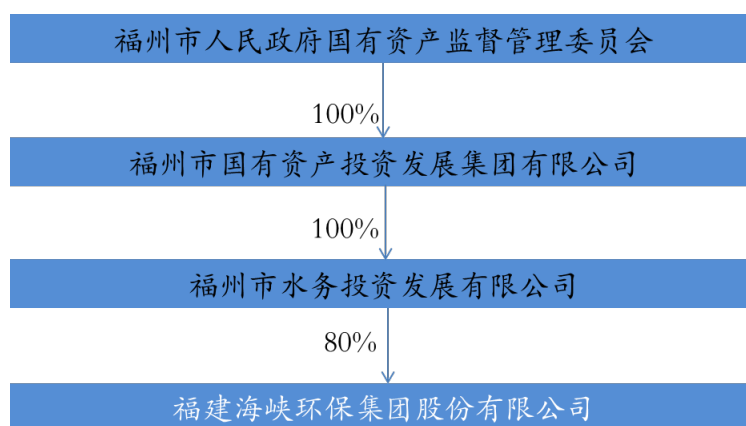 福州市人民政府国有资产监督管理委员会
100%
福州市国有资产投资发展集团有限公司
100%
福州市水务投资发展有限公司
80%
福建海峡环保集团股份有限公司